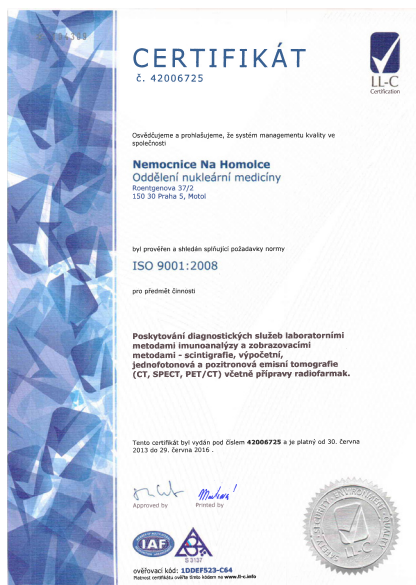 CERTIFIKÁT
č. 42006725
LL-C
Certification
Osvědčujeme a prohlašujeme, že systém managementu kvality ve
společnosti
Nemocnice Na Homolce
Oddělení nukleární medicíny
Roentgenova 37/2
150 30 Praha 5, Motol
byl prověřen a shledán splňující požadavky normy
ISO 9001:2008
pro předmět činnosti
Poskytování diagnostických služeb laboratorními
metodami imunoanalýzy a zobrazovacími
metodami - scintigrafie, výpočetní,
jednofotonová a pozitronová emisní tomografie
(CT, SPECT, PET/CT) včetně přípravy radiofarmak.
Tento certifikát byl vydán pod číslem 42006725 a je platný od 30. června
2013 do 29. června 2016 .
Approved by
Printed by
IAF
S 3137
LL-C
ověřovací kód: 1DDEF523-C64
Platnost certifikátu ověřte tímto kódem na www.ll-c.info